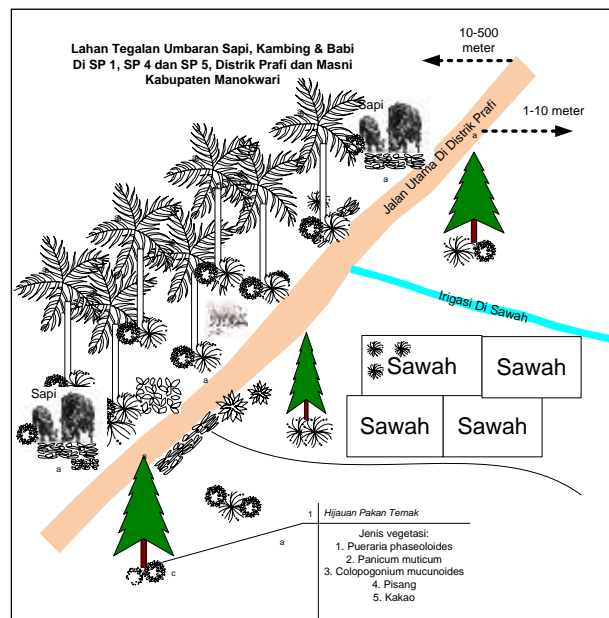 Lahan Tegalan Umbaran Sapi, Kambing & Babi
Di SP 1, SP 4 dan SP 5, Distrik Prafi dan Masni
Kabupaten Manokwari
10-500
meter
1-10 meter
Sapi
a
a
Jalan Utama Di Distrik Prafi
Irigasi Di Sawah
Sawah
Sawah
Sawah
Sawah
a
Sapi
a
1
Hijauan Pakan Ternak
a
c
Jenis vegetasi:
1. Pueraria phaseoloides
2. Panicum muticum
3. Colopogonium mucunoides
4. Pisang
5. Kakao